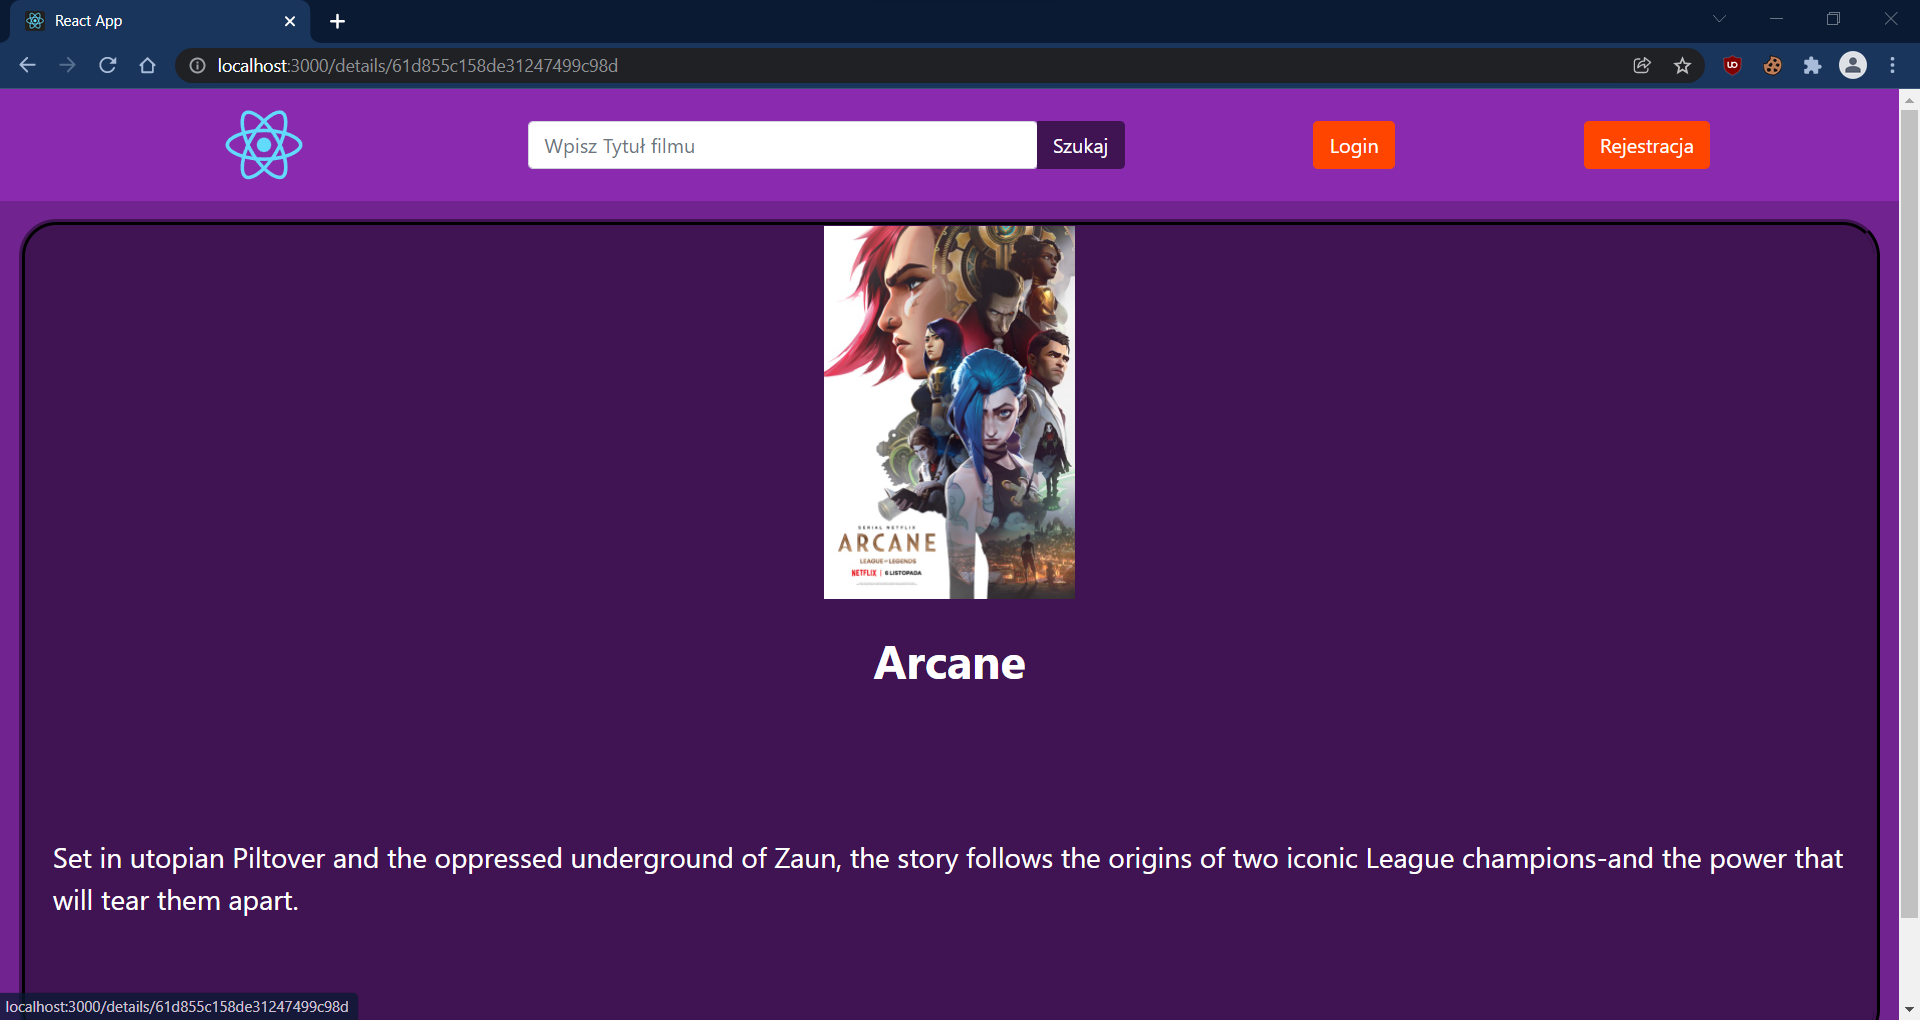 React App
localhost:3000/details/61d855c158de31247499c98d
Wpisz Tytuł filmu
Szukaj
Login
Rejestracja
SERIAL NETFLIX
ARCANE
LEAGUE OF LEGENDS
NETFLIX | 6 LISTOPADA
Arcane
Set in utopian Piltover and the oppressed underground of Zaun, the story follows the origins of two iconic League champions-and the power that
will tear them apart.
localhost:3000/details/61d855c158de31247499c98d